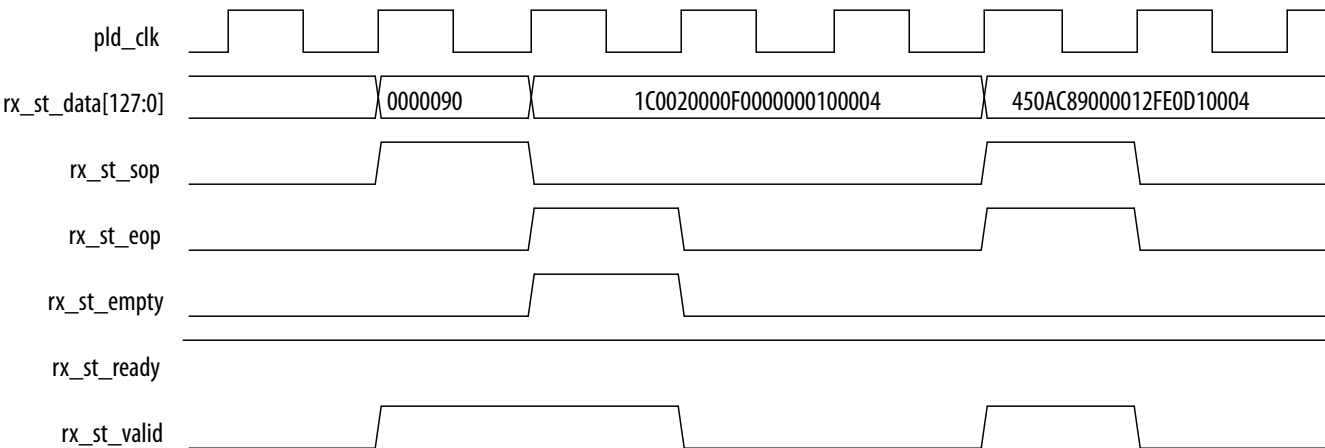 pld_clk
rx_st_data[127:0] 0000090 1C0020000F0000000100004 450AC89000012FE0D10004
rx_st_sop
rx_st_eop
rx_st_empty
rx_st_ready
rx_st_valid